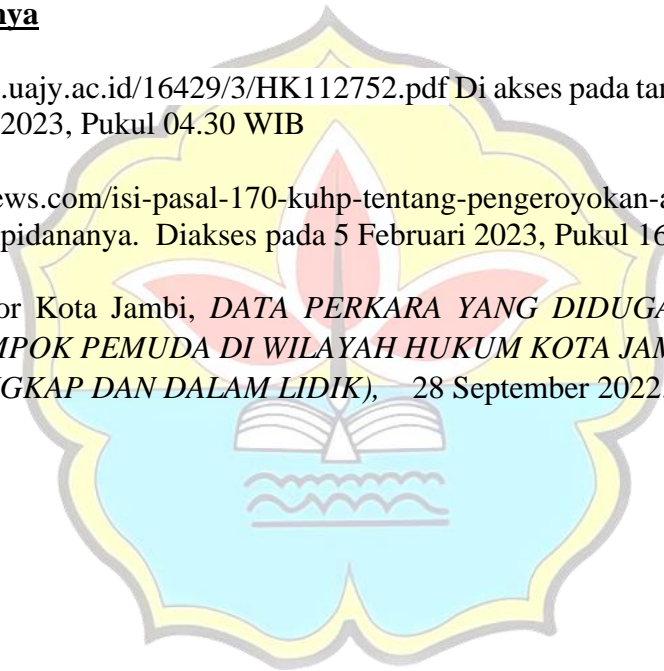 nya
.uajy.ac.id/16429/3/HK112752.pdf Di akses pada tan
2023, Pukul 04.30 WIB
ews.com/isi-pasal-170-kuhp-tentang-pengeroyokan-a
pidananya. Diakses pada 5 Februari 2023, Pukul 16
or Kota Jambi, DATA PERKARA YANG DIDUGA
MPOK PEMUDA DI WILAYAH HUKUM KOTA JAM
NGKAP DAN DALAM LIDIK), 28 September 2022.